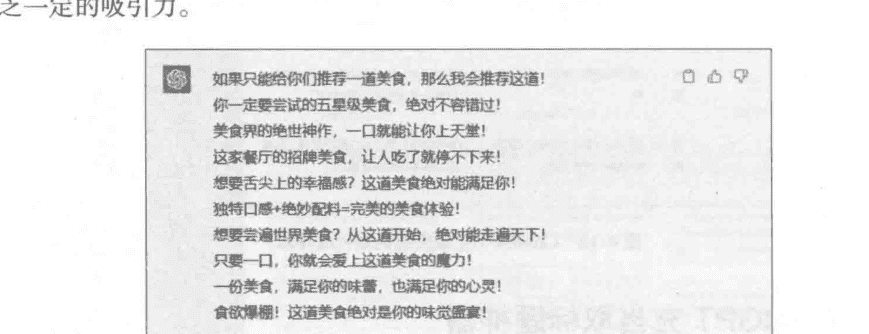 乏一定的吸引力。
如果只能给你们推荐一道美食，那么我会推荐这道！
你一定要尝试的五星级美食，绝对不容错过！
美食界的绝世神作，一口就能让你上天堂！
这家餐厅的招牌美食，让人吃了就停不下来！
想要舌尖上的幸福感？这道美食绝对能满足你！
独特口感+绝妙配料=完美的美食体验！
想要尝遍世界美食？从这道开始，绝对能走遍天下！
只要一口，你就会爱上这道美食的魔力！
一份美食，满足你的味蕾，也满足你的心灵！
食欲爆棚！这道美食绝对是你的味觉盛宴！